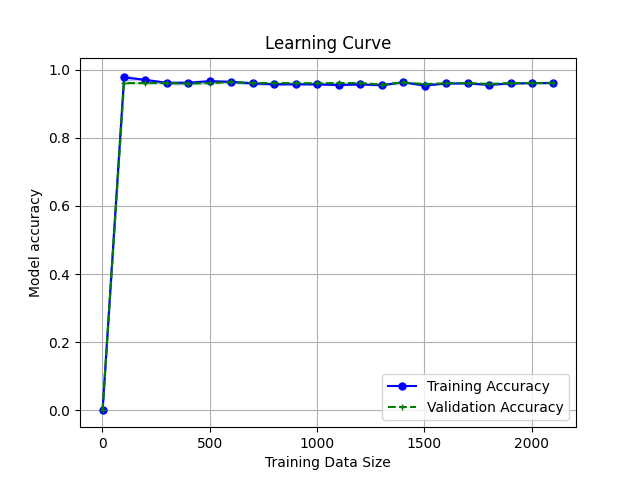 Learning Curve
1.0
0.8
0.6
0.4
0.2
0.0
Model accuracy
Training Accuracy
Validation Accuracy
0 500 1000 1500 2000
Training Data Size